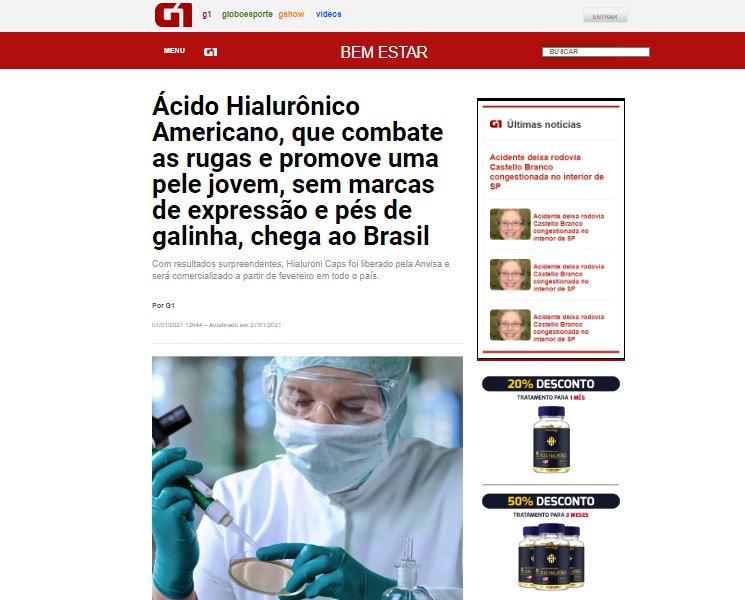 G1 g1 globoesporte gshow vídeos
ENTRAR
MENU G1 BEM ESTAR BUSCAR
Ácido Hialurônico
Americano, que combate
as rugas e promove uma
pele jovem, sem marcas
de expressão e pés de
galinha, chega ao Brasil
Com resultados surpreendentes, Hialuroni Caps foi liberado pela Anvisa e
será comercializado a partir de fevereiro em todo o país.
Por G1
07/01/2021 12h44 – Atualizado em 27/01/2021
G1 Últimas notícias
Acidente deixa rodovia
Castello Branco
congestionada no interior de
SP
Acidente deixa rodovia
Castello Branco
congestionada no
interior de SP
Acidente deixa rodovia
Castello Branco
congestionada no
interior de SP
Acidente deixa rodovia
Castello Branco
congestionada no
interior de SP
20% DESCONTO
TRATAMENTO PARA 1 MÊS
50% DESCONTO
TRATAMENTO PARA 3 MESES
ÁCIDO HIALURÔNICO